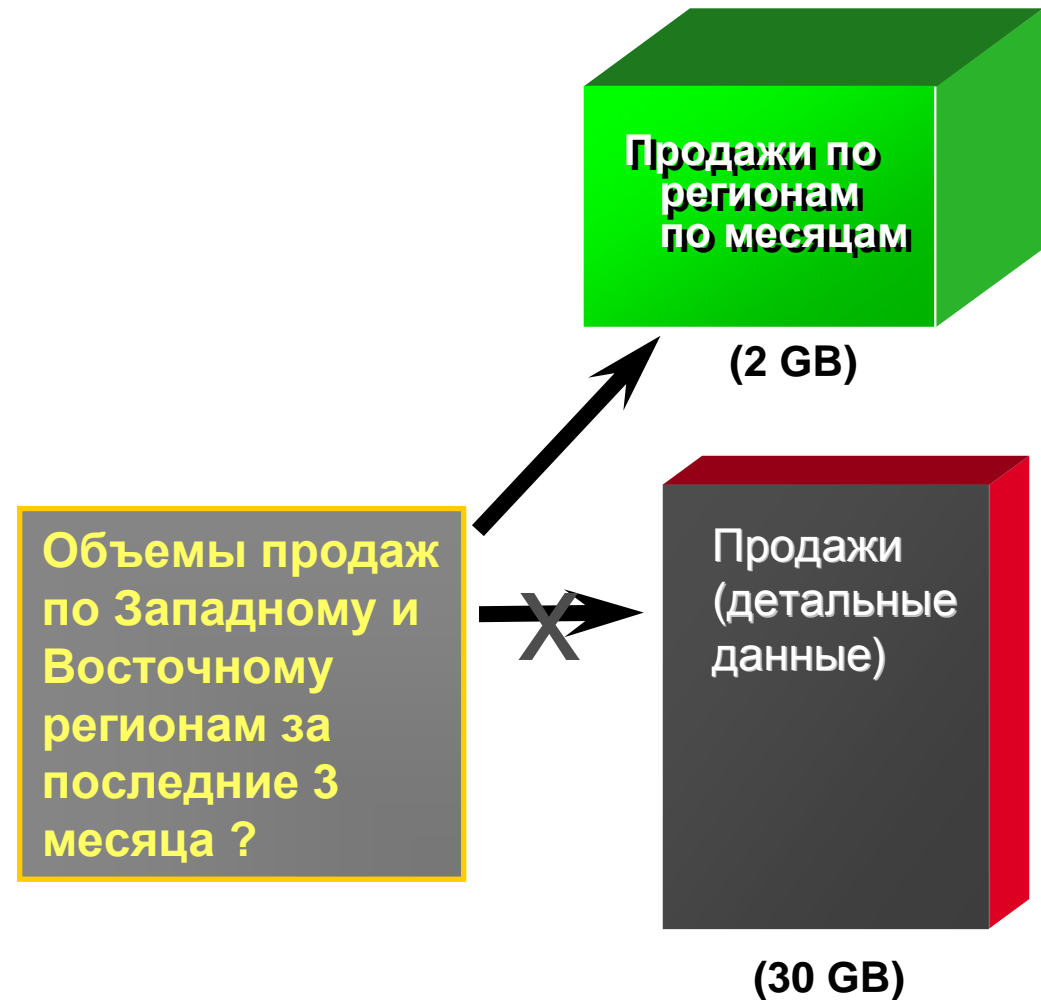 Продажи по
регионам
по месяцам
(2 GB)
Объемы продаж
по Западному и
Восточному
регионам за
последние 3
месяца ?
X
Продажи
(детальные
данные)
(30 GB)